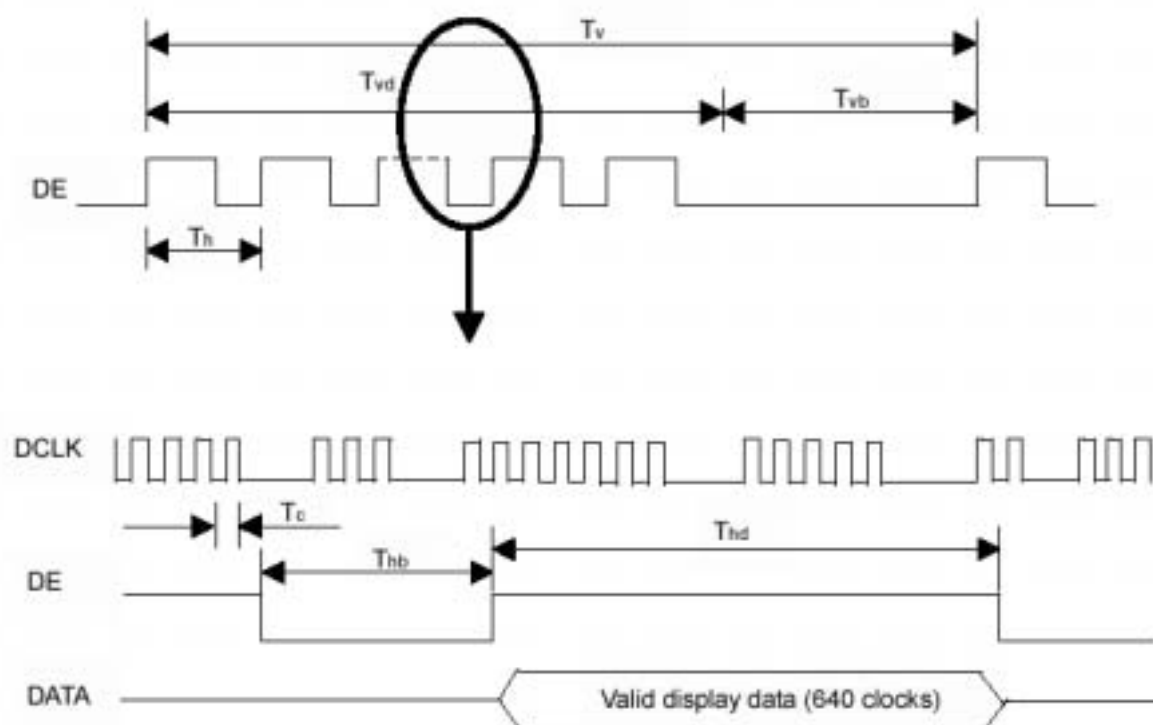 Tv
Tvd
Tvb
DE
Th
DCLK
Tc
Thd
Thb
DE
DATA
Valid display data (640 clocks)